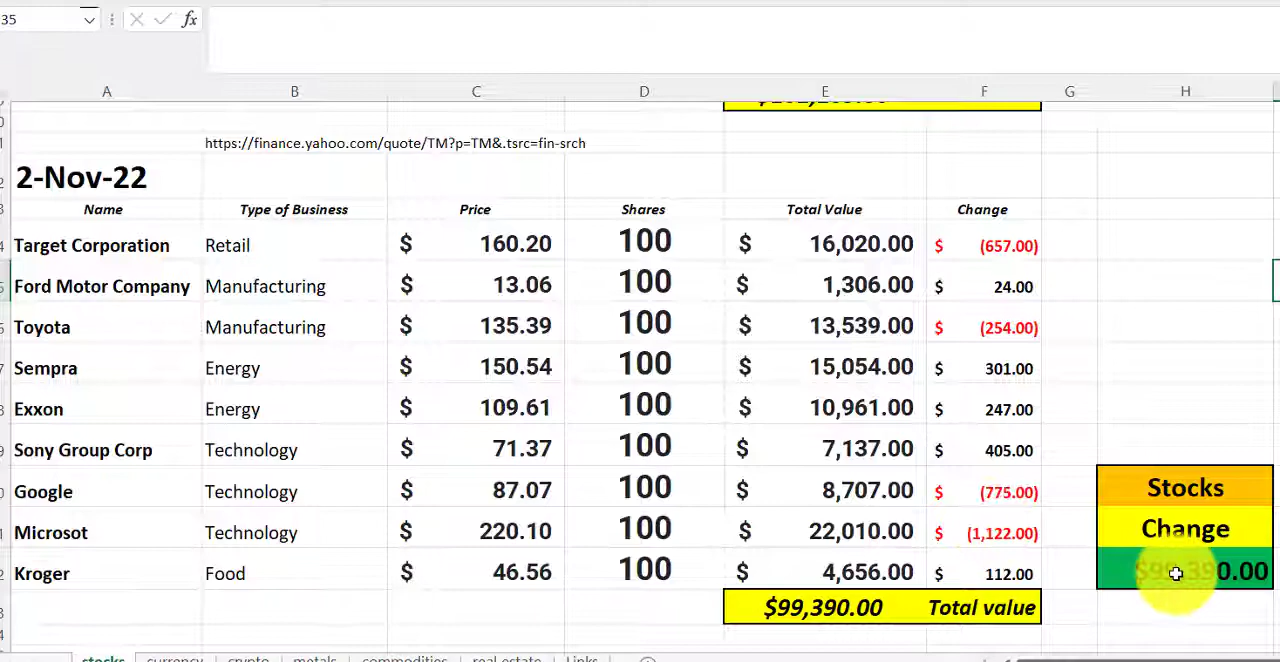 35 fx
A B C D E F G H
https://finance.yahoo.com/quote/TM?p=TM&.tsrc=fin-srch
2-Nov-22
Name Type of Business Price Shares Total Value Change
Target Corporation Retail $ 160.20 100 $ 16,020.00 $ (657.00)
Ford Motor Company Manufacturing $ 13.06 100 $ 1,306.00 $ 24.00
Toyota Manufacturing $ 135.39 100 $ 13,539.00 $ (254.00)
Sempra Energy $ 150.54 100 $ 15,054.00 $ 301.00
Exxon Energy $ 109.61 100 $ 10,961.00 $ 247.00
Sony Group Corp Technology $ 71.37 100 $ 7,137.00 $ 405.00
Google Technology $ 87.07 100 $ 8,707.00 $ (775.00) Stocks
Microsot Technology $ 220.10 100 $ 22,010.00 $ (1,122.00) Change
Kroger Food $ 46.56 100 $ 4,656.00 $ 112.00 $99,390.00
$99,390.00 Total value
stocks currency crypto metals commodities real estate Links